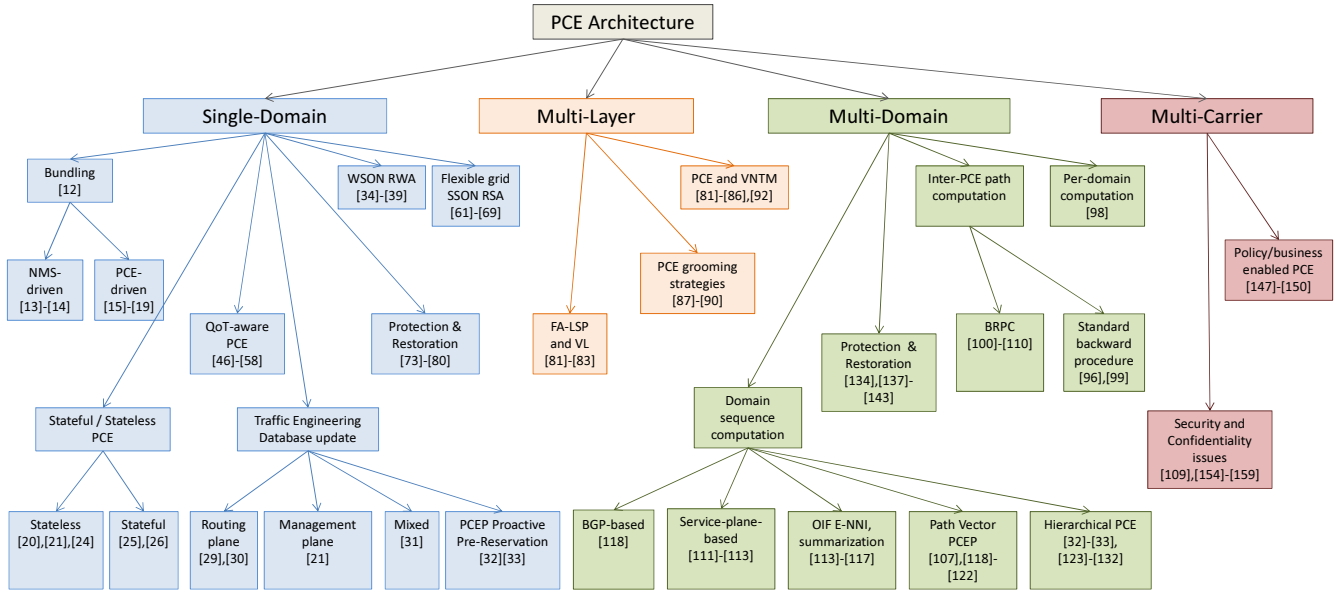 PCE Architecture
Single-Domain
Multi-Layer
Multi-Domain
Multi-Carrier
Bundling
[12]
WSON RWA
[34]-[39]
Flexible grid
SSON RSA
[61]-[69]
PCE and VNTM
[81]-[86],[92]
Inter-PCE path
computation
Per-domain
computation
[98]
NMS-
driven
[13]-[14]
PCE-
driven
[15]-[19]
PCE grooming
strategies
[87]-[90]
Policy/business
enabled PCE
[147]-[150]
QoT-aware
PCE
[46]-[58]
Protection &
Restoration
[73]-[80]
FA-LSP
and VL
[81]-[83]
Protection  &
Restoration
[134],[137]-
[143]
BRPC
[100]-[110]
Standard
backward
procedure
[96],[99]
Stateful / Stateless
PCE
Traffic Engineering
Database update
Domain
sequence
computation
Security and
Confidentiality
issues
[109],[154]-[159]
Stateless
[20],[21],[24]
Stateful
[25],[26]
Routing
plane
[29],[30]
Management
plane
[21]
Mixed
[31]
PCEP Proactive
Pre-Reservation
[32][33]
BGP-based
[118]
Service-plane-
based
[111]-[113]
OIF E-NNI,
summarization
[113]-[117]
Path Vector
PCEP
[107],[118]-
[122]
Hierarchical PCE
[32]-[33],
[123]-[132]